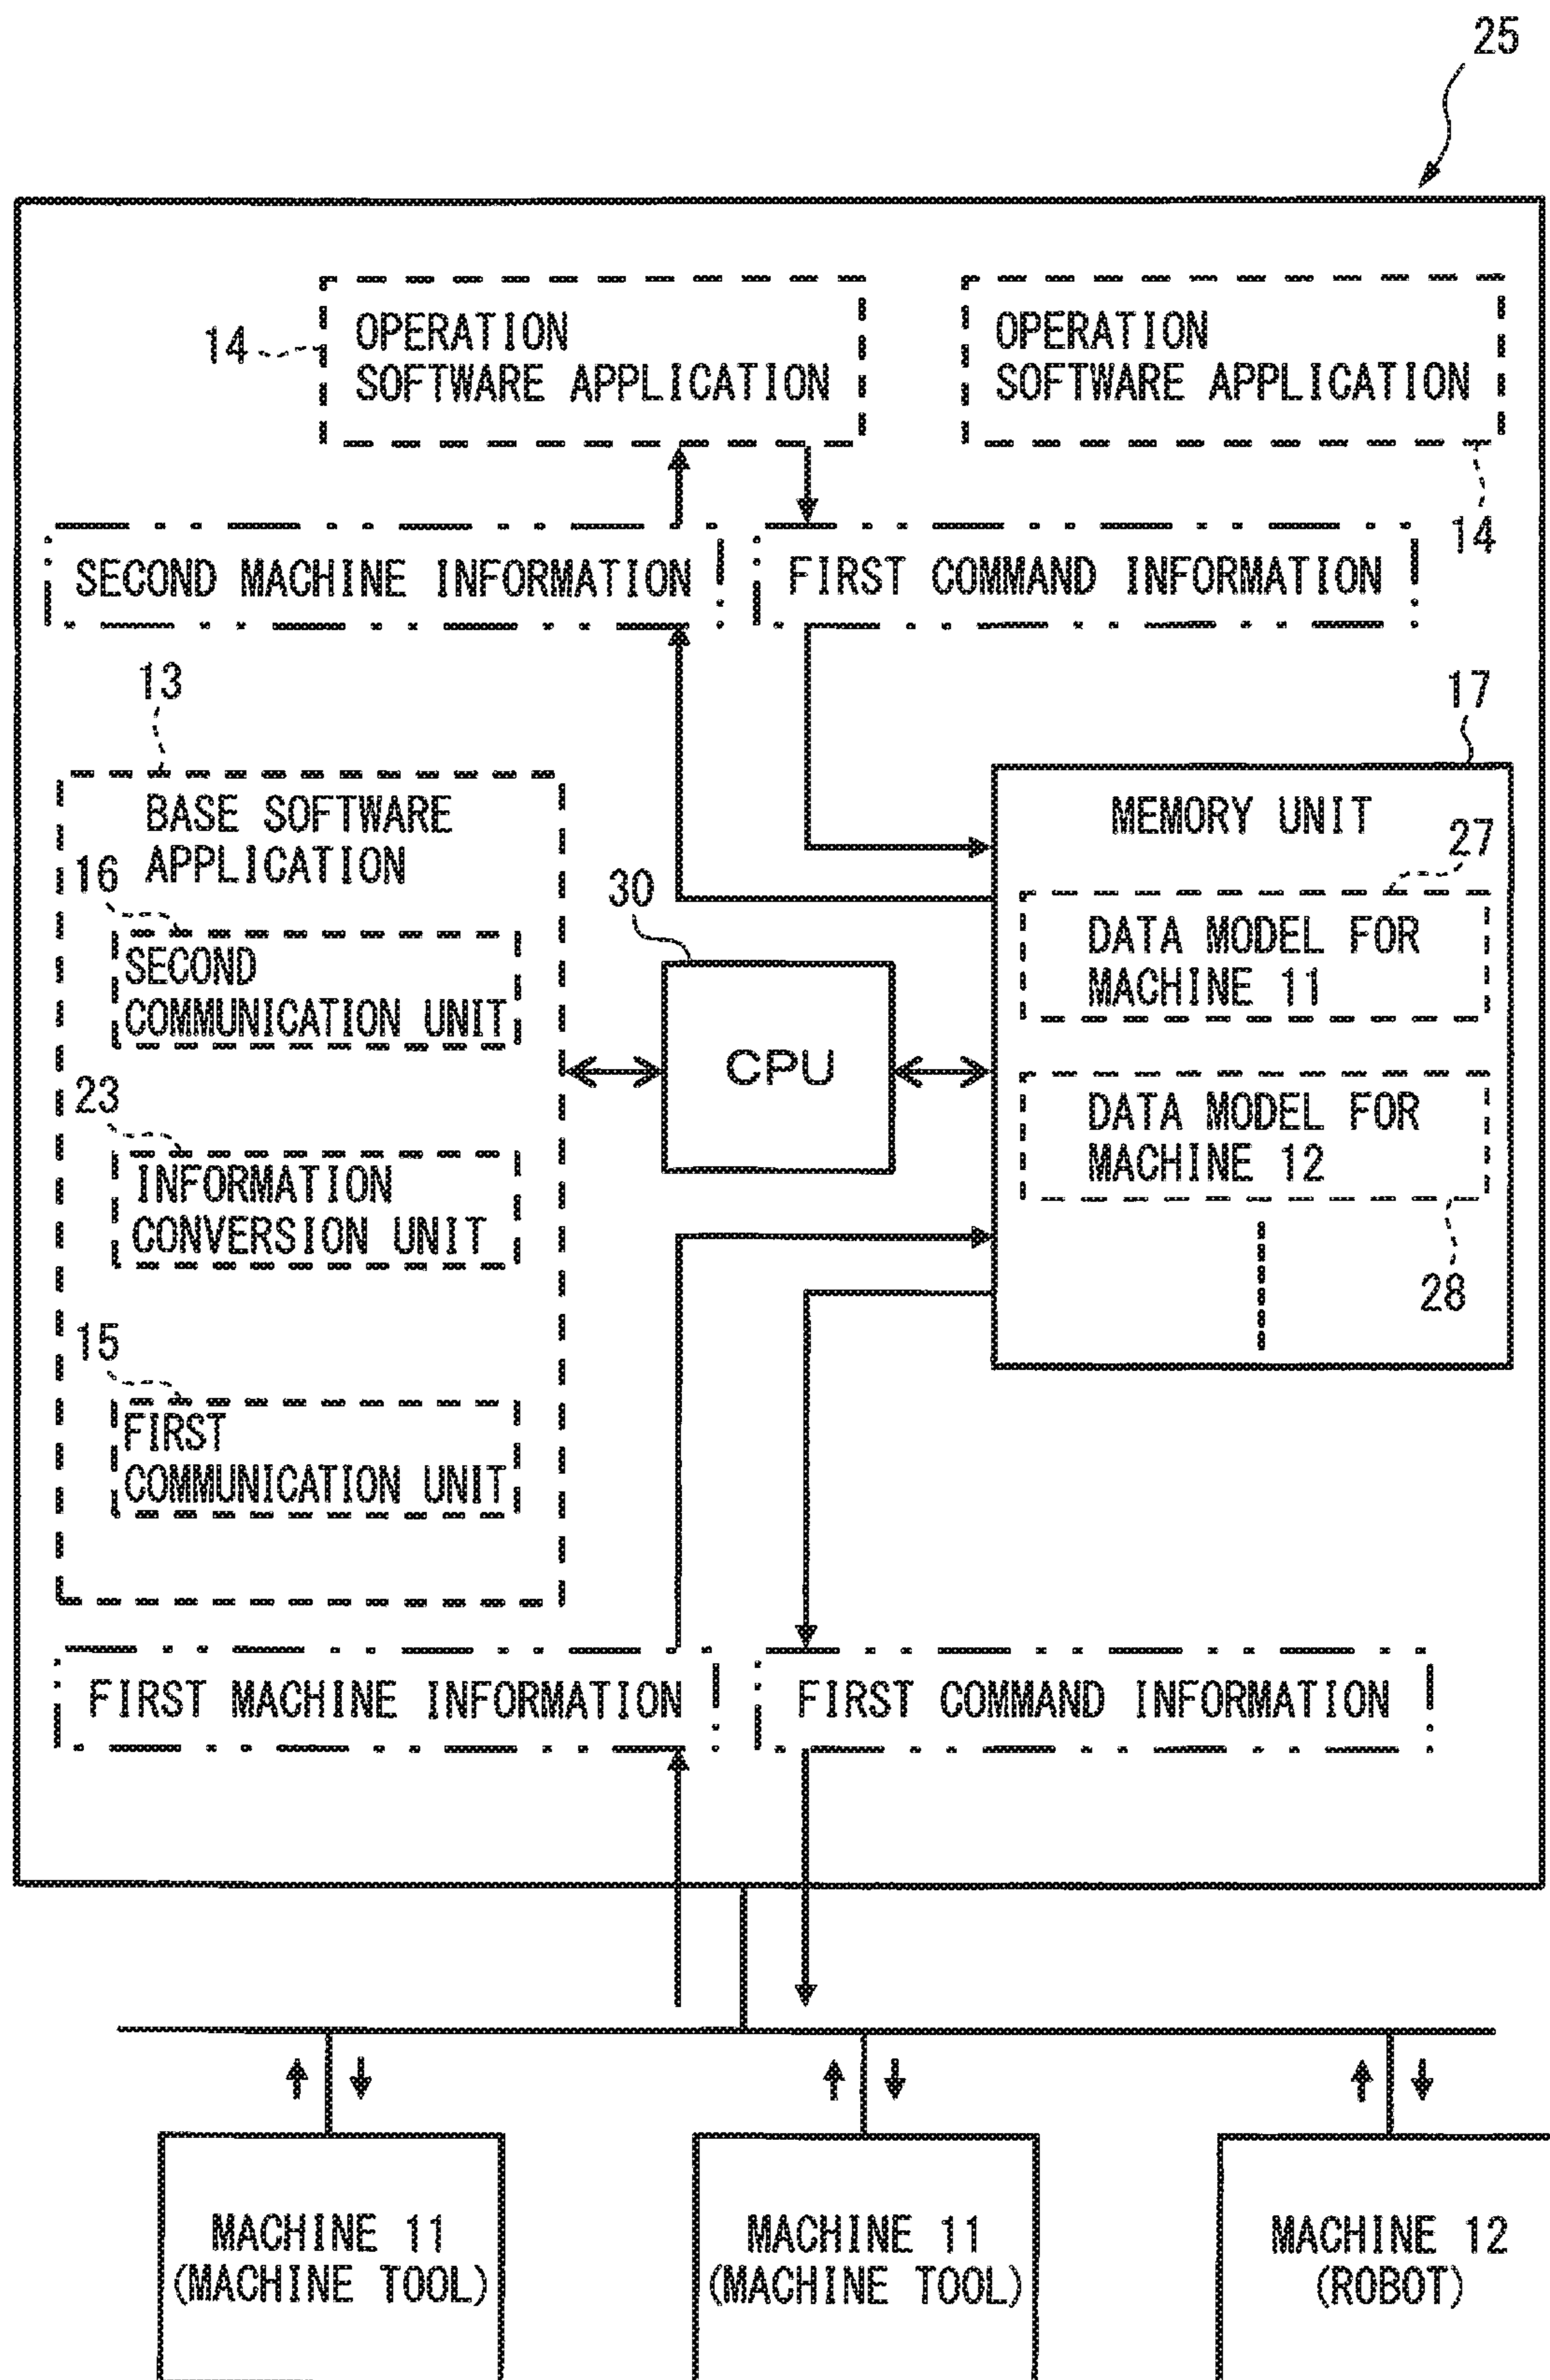 25
14
OPERATION
SOFTWARE APPLICATION
OPERATION
SOFTWARE APPLICATION
14
SECOND MACHINE INFORMATION
FIRST COMMAND INFORMATION
13
17
BASE SOFTWARE
APPLICATION
MEMORY UNIT
16
30
27
SECOND
COMMUNICATION UNIT
DATA MODEL FOR
MACHINE 11
CPU
23
DATA MODEL FOR
MACHINE 12
INFORMATION
CONVERSION UNIT
28
15
FIRST
COMMUNICATION UNIT
FIRST MACHINE INFORMATION
FIRST COMMAND INFORMATION
MACHINE 11
(MACHINE TOOL)
MACHINE 11
(MACHINE TOOL)
MACHINE 12
(ROBOT)